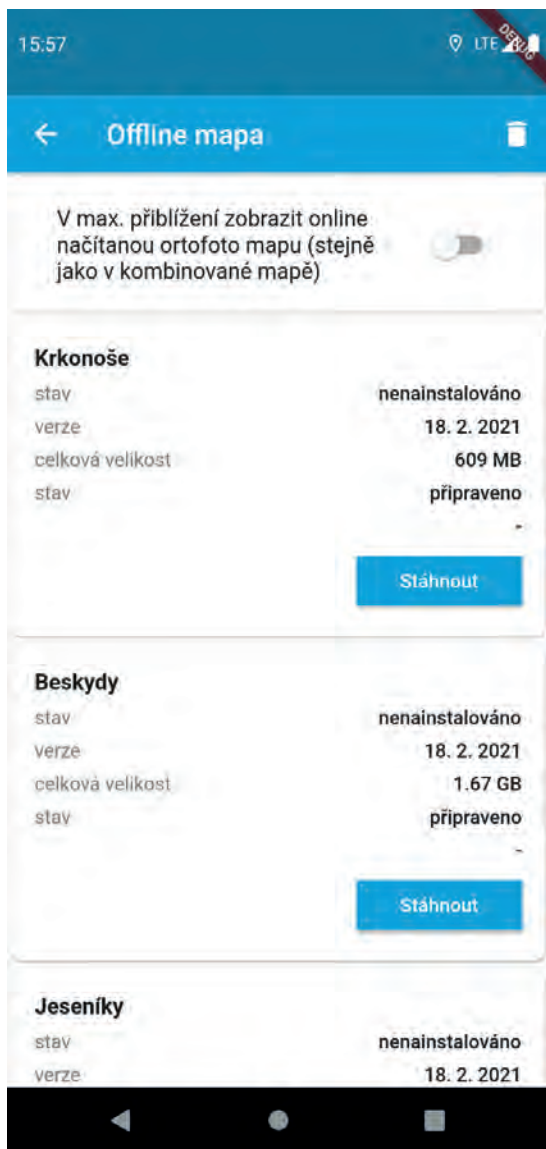 15:57 LTE DEBUG
Offline mapa
V max. přiblížení zobrazit online
načítanou ortofoto mapu (stejně
jako v kombinované mapě)
Krkonoše
stav nenainstalováno
verze 18. 2. 2021
celková velikost 609 MB
stav připraveno
-
Stáhnout
Beskydy
stav nenainstalováno
verze 18. 2. 2021
celková velikost 1.67 GB
stav připraveno
-
Stáhnout
Jeseníky
stav nenainstalováno
verze 18. 2. 2021